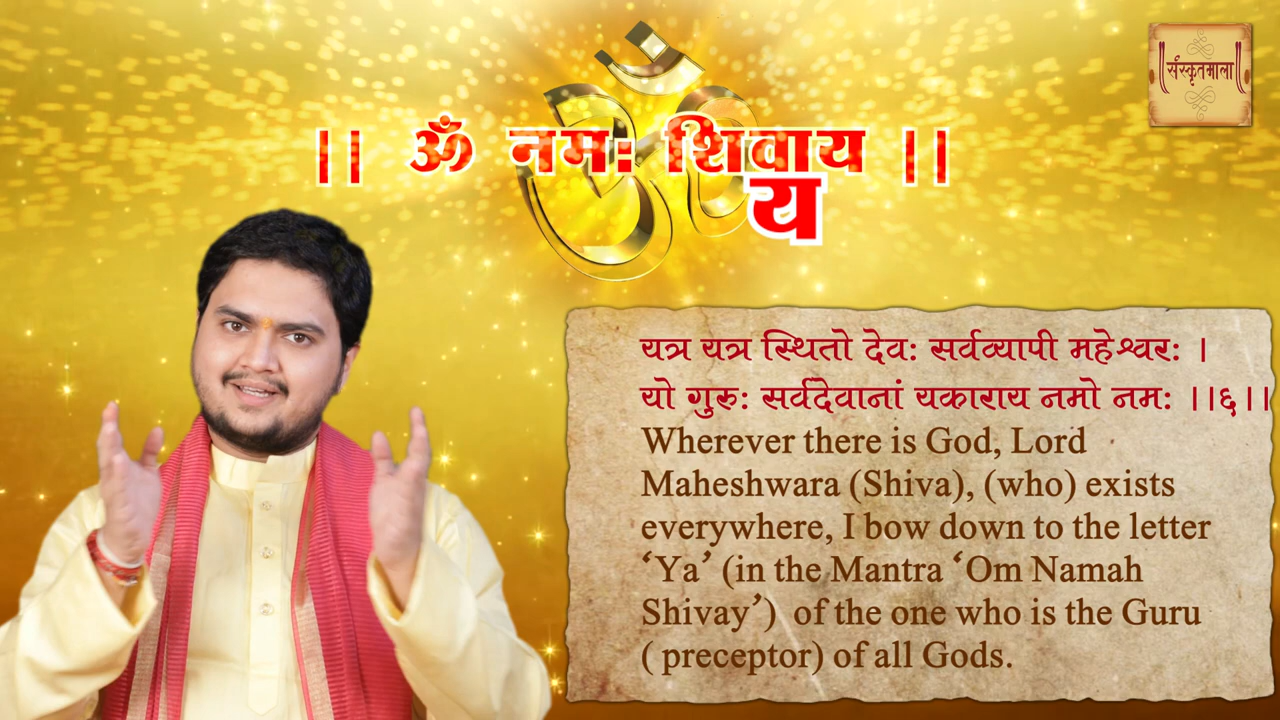 ॥संस्कृतमाला॥
|| ॐ नमः शिवाय ||
य
यत्र यत्र स्थितो देवः सर्वव्यापी महेश्वरः ।
यो गुरुः सर्वदेवानां यकाराय नमो नमः ।।६।।
Wherever there is God, Lord
Maheshwara (Shiva), (who) exists
everywhere, I bow down to the letter
‘Ya’ (in the Mantra ‘Om Namah
Shivay’) of the one who is the Guru
( preceptor) of all Gods.